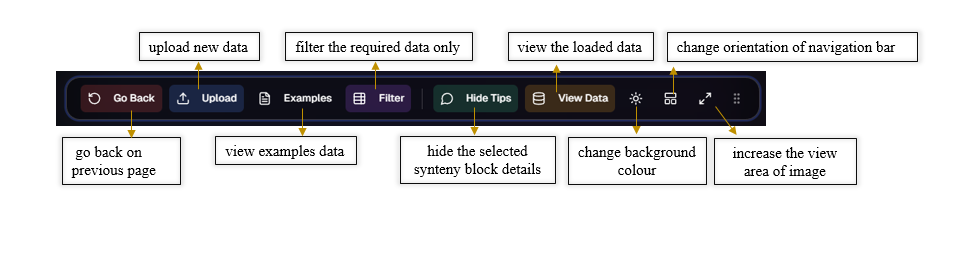 upload new data
filter the required data only
view the loaded data
change orientation of navigation bar
Go Back
Upload
Examples
Filter
Hide Tips
View Data
go back on
previous page
view examples data
hide the selected
synteny block details
change background
colour
increase the view
area of image